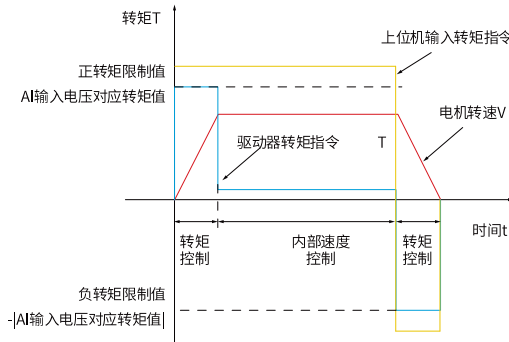 转矩T
上位机输入转矩指令
正转矩限制值
AI输入电压对应转矩值
电机转速V
驱动器转矩指令
T
时间t
转矩
控制
内部速度
控制
转矩
控制
负转矩限制值
-|AI输入电压对应转矩值|